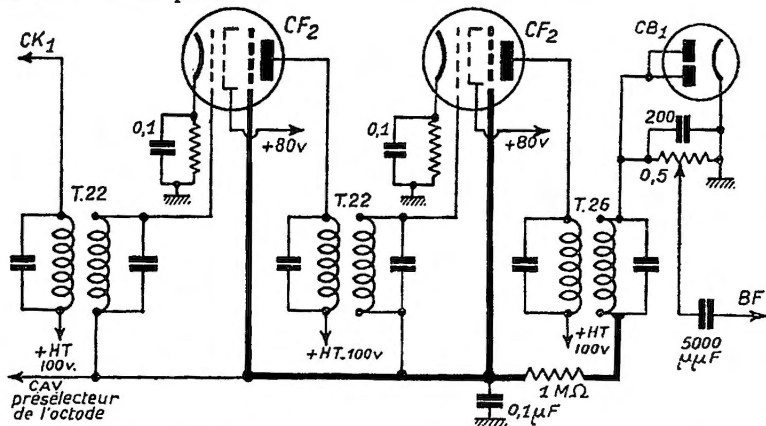 CK1
CF2
CF2
CB1
0,1
+80v
0,1
+80v
200
0,5
T.22
T.22
T.26
+HT
100v.
+HT-100v
+HT
100v
BF
5000
µµF
CAV
présélecteur
de l'octode
1 MΩ
0,1µF